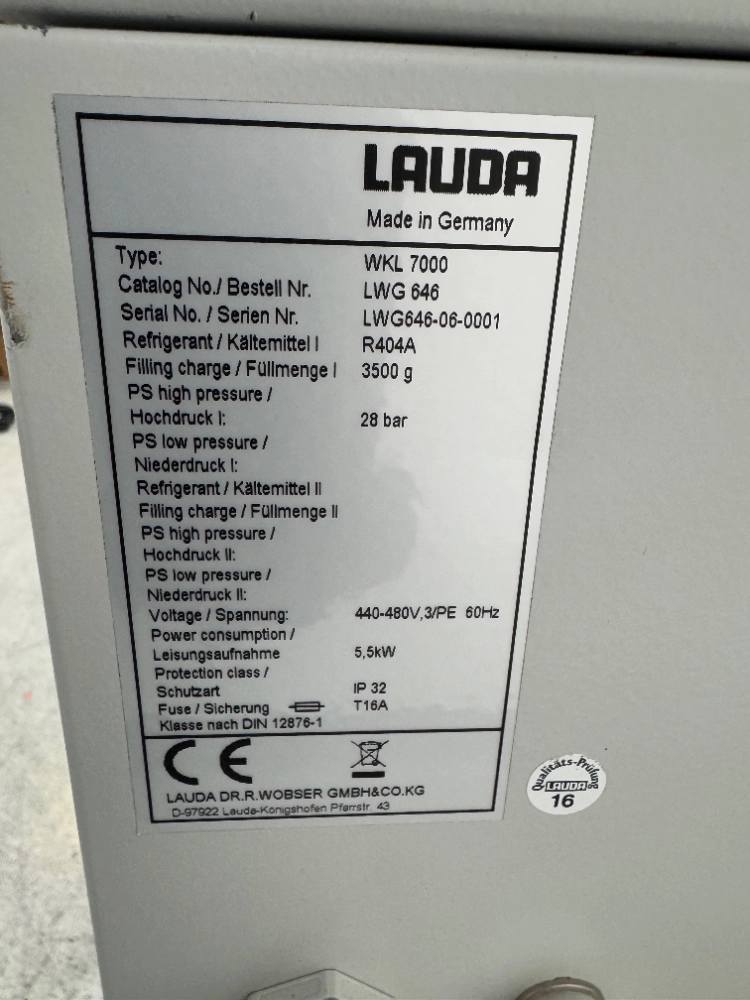 LAUDA
Made in Germany
Type: WKL 7000
Catalog No./ Bestell Nr. LWG 646
Serial No. / Serien Nr. LWG646-06-0001
Refrigerant / Kältemittel I R404A
Filling charge / Füllmenge I 3500 g
PS high pressure /
Hochdruck I: 28 bar
PS low pressure /
Niederdruck I:
Refrigerant / Kältemittel II
Filling charge / Füllmenge II
PS high pressure /
Hochdruck II:
PS low pressure /
Niederdruck II:
Voltage / Spannung: 440-480V,3/PE 60Hz
Power consumption /
Leisungsaufnahme 5,5kW
Protection class /
Schutzart IP 32
Fuse / Sicherung T16A
Klasse nach DIN 12876-1
CE
LAUDA DR.R.WOBSER GMBH&CO.KG
D-97922 Lauda-Königshofen Pfarrstr. 43
Qualitäts-Prüfung
LAUDA
16